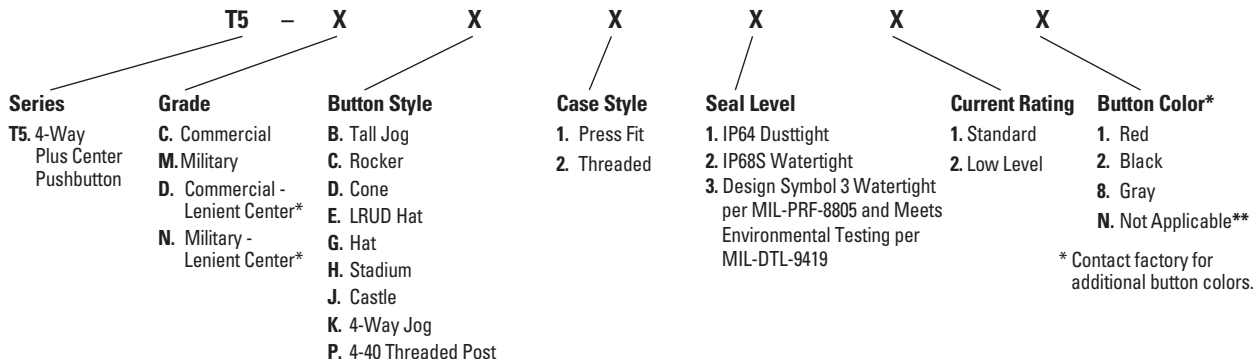 T5 – X X X X X X
Series
T5. 4-Way
Plus Center
Pushbutton
Grade
C. Commercial
M. Military
D. Commercial -
Lenient Center*
N. Military -
Lenient Center*
Button Style
B. Tall Jog
C. Rocker
D. Cone
E. LRUD Hat
G. Hat
H. Stadium
J. Castle
K. 4-Way Jog
P. 4-40 Threaded Post
Case Style
1. Press Fit
2. Threaded
Seal Level
1. IP64 Dusttight
2. IP68S Watertight
3. Design Symbol 3 Watertight
per MIL-PRF-8805 and Meets
Environmental Testing per
MIL-DTL-9419
Current Rating
1. Standard
2. Low Level
Button Color*
1. Red
2. Black
8. Gray
N. Not Applicable**
* Contact factory for
additional button colors.